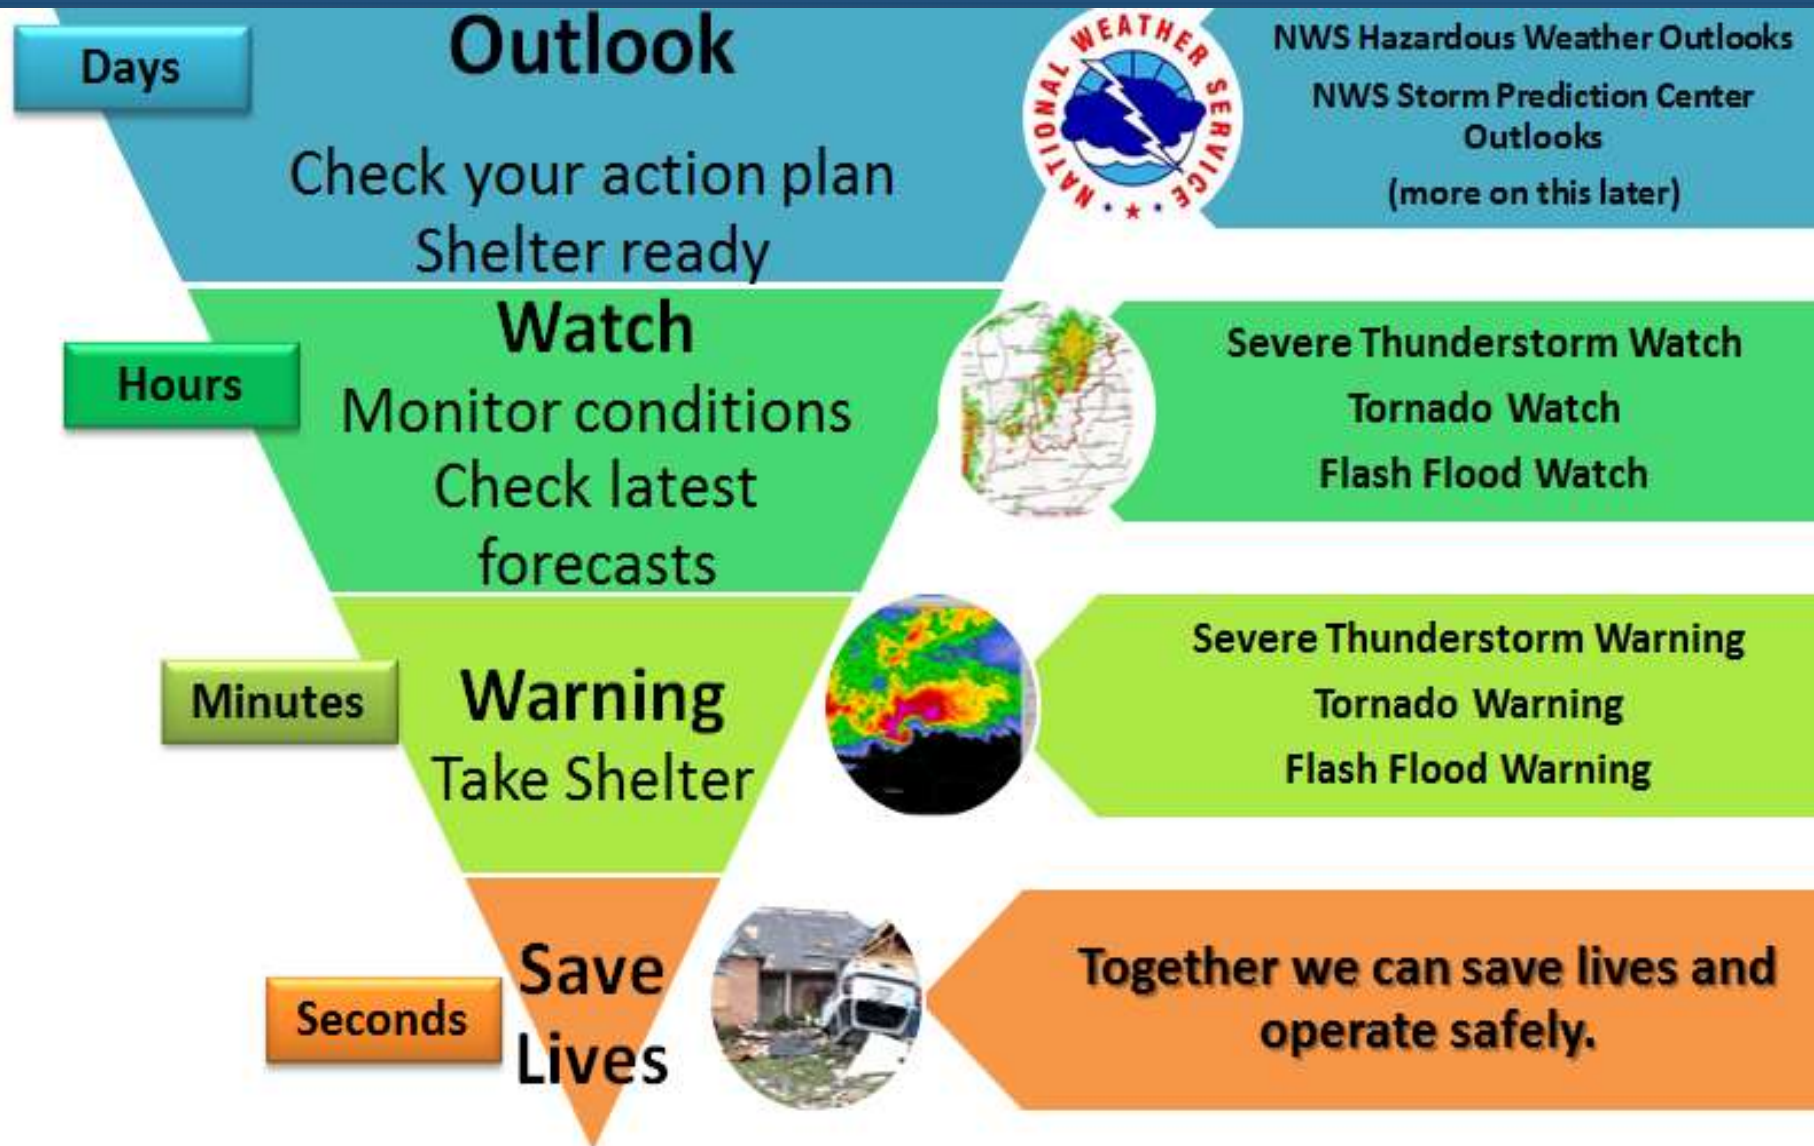 Days
Outlook
Check your action plan
Shelter ready
NATIONAL WEATHER SERVICE
NWS Hazardous Weather Outlooks
NWS Storm Prediction Center
Outlooks
(more on this later)
Hours
Watch
Monitor conditions
Check latest
forecasts
Severe Thunderstorm Watch
Tornado Watch
Flash Flood Watch
Minutes
Warning
Take Shelter
Severe Thunderstorm Warning
Tornado Warning
Flash Flood Warning
Seconds
Save
Lives
Together we can save lives and
operate safely.